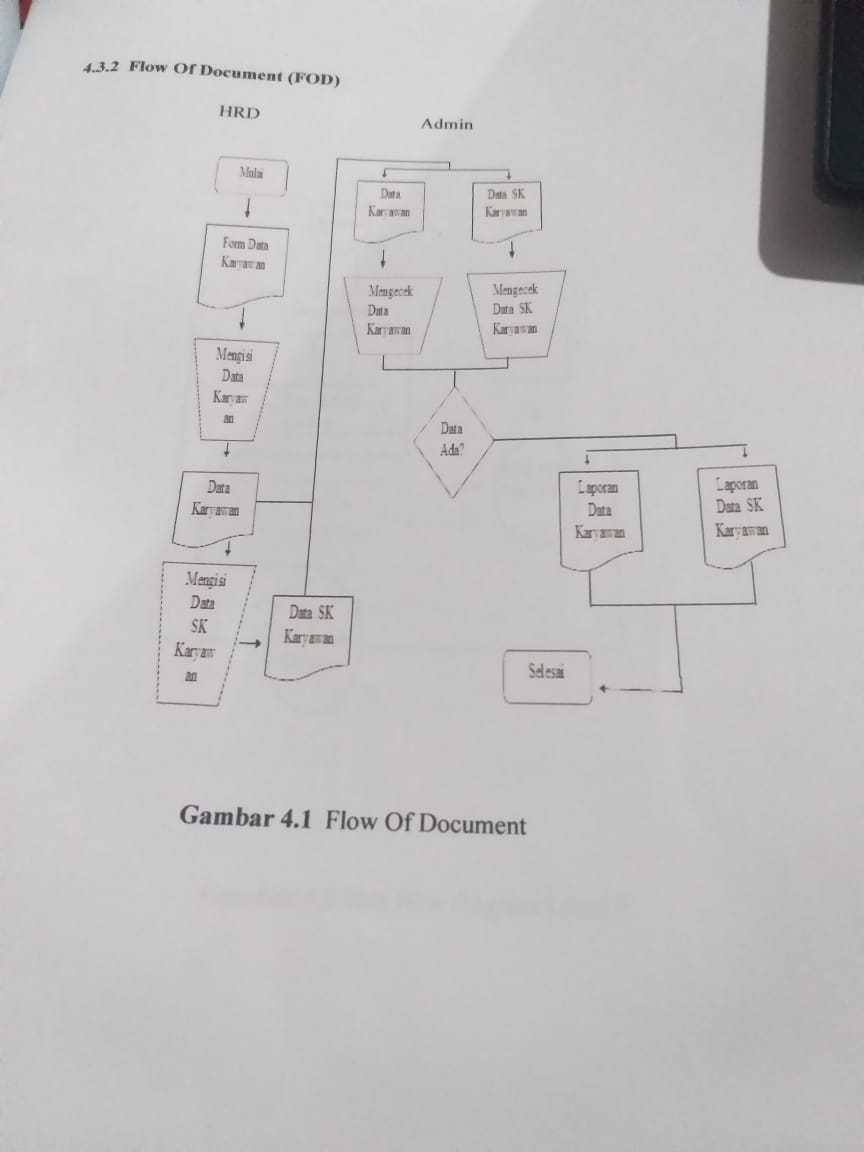 4.3.2 Flow Of Document (FOD)
HRD
Admin
Mulai
Form Data
Karyawan
Mengisi
Data
Karyaw
an
Data
Karyawan
Mengisi
Data
SK
Karyaw
an
Data SK
Karyawan
Data
Karyawan
Data SK
Karyawan
Mengecek
Data
Karyawan
Mengecek
Data SK
Karyawan
Data
Ada?
Laporan
Data
Karyawan
Laporan
Data SK
Karyawan
Selesai
Gambar 4.1 Flow Of Document